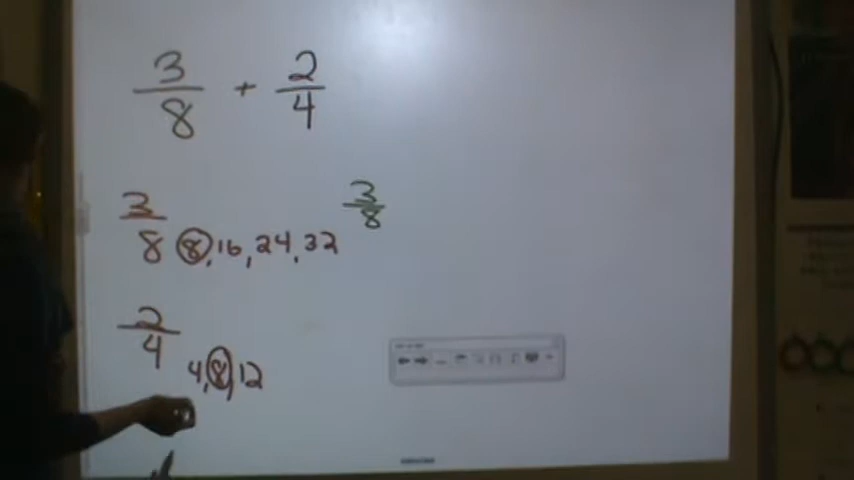 3/8 + 2/4
3/8 8, 16, 24, 32
3/8
2/4 4, 8, 12